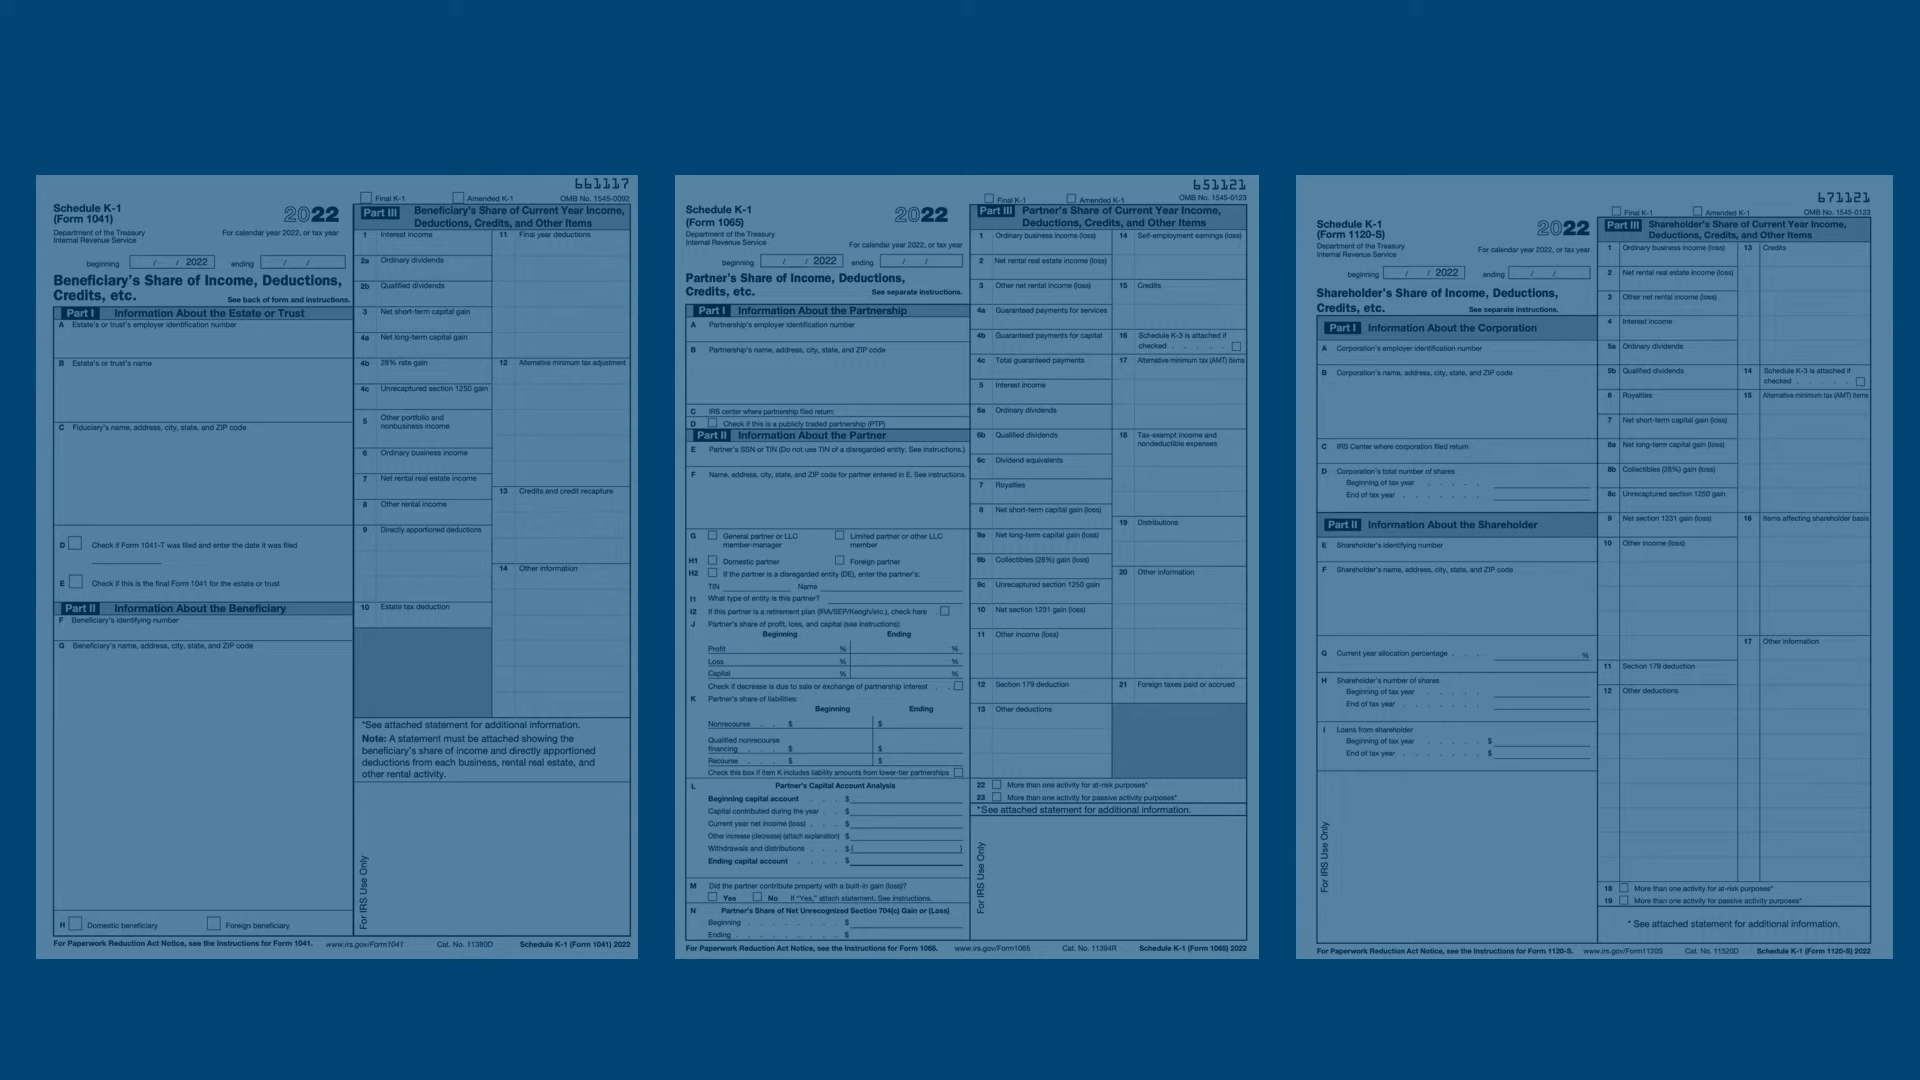 661117
Schedule K-1
(Form 1041)
2022
Department of the Treasury
Internal Revenue Service
For calendar year 2022, or tax year
beginning / / 2022 ending / /
Beneficiary's Share of Income, Deductions,
Credits, etc.
See back of form and instructions.
Part I Information About the Estate or Trust
A Estate's or trust's employer identification number
B Estate's or trust's name
C Fiduciary's name, address, city, state, and ZIP code
D Check if Form 1041-T was filed and enter the date it was filed
E Check if this is the final Form 1041 for the estate or trust
Part II Information About the Beneficiary
F Beneficiary's identifying number
G Beneficiary's name, address, city, state, and ZIP code
H Domestic beneficiary Foreign beneficiary
Final K-1 Amended K-1 OMB No. 1545-0092
Part III Beneficiary's Share of Current Year Income,
Deductions, Credits, and Other Items
1 Interest income
2a Ordinary dividends
2b Qualified dividends
3 Net short-term capital gain
4a Net long-term capital gain
4b 28% rate gain
4c Unrecaptured section 1250 gain
5 Other portfolio and
nonbusiness income
6 Ordinary business income
7 Net rental real estate income
8 Other rental income
9 Directly apportioned deductions
10 Estate tax deduction
11 Final year deductions
12 Alternative minimum tax adjustment
13 Credits and credit recapture
14 Other information
*See attached statement for additional information.
Note: A statement must be attached showing the
beneficiary's share of income and directly apportioned
deductions from each business, rental real estate, and
other rental activity.
For IRS Use Only
For Paperwork Reduction Act Notice, see the Instructions for Form 1041. www.irs.gov/Form1041 Cat. No. 11380D Schedule K-1 (Form 1041) 2022
651121
Schedule K-1
(Form 1065)
2022
Department of the Treasury
Internal Revenue Service
For calendar year 2022, or tax year
beginning / / 2022 ending / /
Partner's Share of Income, Deductions,
Credits, etc.
See separate instructions.
Part I Information About the Partnership
A Partnership's employer identification number
B Partnership's name, address, city, state, and ZIP code
C IRS center where partnership filed return:
D Check if this is a publicly traded partnership (PTP)
Part II Information About the Partner
E Partner's SSN or TIN (Do not use TIN of a disregarded entity. See instructions.)
F Name, address, city, state, and ZIP code for partner entered in E. See instructions.
G General partner or LLC
member-manager
Limited partner or other LLC
member
H1 Domestic partner Foreign partner
H2 If the partner is a disregarded entity (DE), enter the partner's:
TIN Name
I1 What type of entity is this partner?
I2 If this partner is a retirement plan (IRA/SEP/Keogh/etc.), check here .
J Partner's share of profit, loss, and capital (see instructions):
Beginning Ending
Profit % %
Loss % %
Capital % %
Check if decrease is due to sale or exchange of partnership interest . .
K Partner's share of liabilities:
Beginning Ending
Nonrecourse . . $ $
Qualified nonrecourse
financing . . . $ $
Recourse . . . $ $
Check this box if item K includes liability amounts from lower-tier partnerships
L Partner's Capital Account Analysis
Beginning capital account . . . $
Capital contributed during the year . . $
Current year net income (loss) . . . $
Other increase (decrease) (attach explanation) $
Withdrawals and distributions . . . $ ( )
Ending capital account . . . . $
M Did the partner contribute property with a built-in gain (loss)?
Yes No If "Yes," attach statement. See instructions.
N Partner's Share of Net Unrecognized Section 704(c) Gain or (Loss)
Beginning . . . . . . . . $
Ending . . . . . . . . . $
Final K-1 Amended K-1 OMB No. 1545-0123
Part III Partner's Share of Current Year Income,
Deductions, Credits, and Other Items
1 Ordinary business income (loss)
2 Net rental real estate income (loss)
3 Other net rental income (loss)
4a Guaranteed payments for services
4b Guaranteed payments for capital
4c Total guaranteed payments
5 Interest income
6a Ordinary dividends
6b Qualified dividends
6c Dividend equivalents
7 Royalties
8 Net short-term capital gain (loss)
9a Net long-term capital gain (loss)
9b Collectibles (28%) gain (loss)
9c Unrecaptured section 1250 gain
10 Net section 1231 gain (loss)
11 Other income (loss)
12 Section 179 deduction
13 Other deductions
14 Self-employment earnings (loss)
15 Credits
16 Schedule K-3 is attached if
checked . . . . .
17 Alternative minimum tax (AMT) items
18 Tax-exempt income and
nondeductible expenses
19 Distributions
20 Other information
21 Foreign taxes paid or accrued
22 More than one activity for at-risk purposes*
23 More than one activity for passive activity purposes*
*See attached statement for additional information.
For IRS Use Only
For Paperwork Reduction Act Notice, see the Instructions for Form 1065. www.irs.gov/Form1065 Cat. No. 11394R Schedule K-1 (Form 1065) 2022
671121
Schedule K-1
(Form 1120-S)
2022
Department of the Treasury
Internal Revenue Service
For calendar year 2022, or tax year
beginning / / 2022 ending / /
Shareholder's Share of Income, Deductions,
Credits, etc.
See separate instructions.
Part I Information About the Corporation
A Corporation's employer identification number
B Corporation's name, address, city, state, and ZIP code
C IRS Center where corporation filed return
D Corporation's total number of shares
Beginning of tax year . . . . .
End of tax year . . . . . . .
Part II Information About the Shareholder
E Shareholder's identifying number
F Shareholder's name, address, city, state, and ZIP code
G Current year allocation percentage . . . %
H Shareholder's number of shares
Beginning of tax year . . . . .
End of tax year . . . . . .
I Loans from shareholder
Beginning of tax year . . . . . $
End of tax year . . . . . . $
For IRS Use Only
Final K-1 Amended K-1 OMB No. 1545-0123
Part III Shareholder's Share of Current Year Income,
Deductions, Credits, and Other Items
1 Ordinary business income (loss)
2 Net rental real estate income (loss)
3 Other net rental income (loss)
4 Interest income
5a Ordinary dividends
5b Qualified dividends
6 Royalties
7 Net short-term capital gain (loss)
8a Net long-term capital gain (loss)
8b Collectibles (28%) gain (loss)
8c Unrecaptured section 1250 gain
9 Net section 1231 gain (loss)
10 Other income (loss)
11 Section 179 deduction
12 Other deductions
13 Credits
14 Schedule K-3 is attached if
checked . . . . .
15 Alternative minimum tax (AMT) items
16 Items affecting shareholder basis
17 Other information
18 More than one activity for at-risk purposes*
19 More than one activity for passive activity purposes*
* See attached statement for additional information.
For Paperwork Reduction Act Notice, see the Instructions for Form 1120-S. www.irs.gov/Form1120S Cat. No. 11520D Schedule K-1 (Form 1120-S) 2022